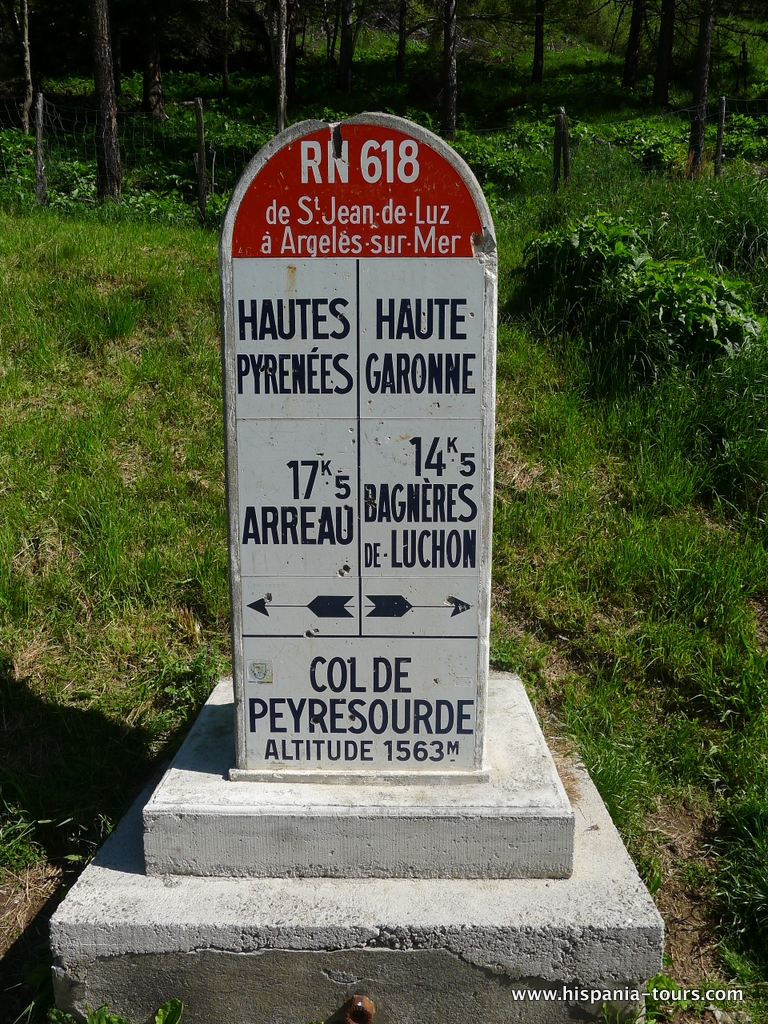 RN 618
de St Jean-de-Luz
à Argelès-sur-Mer
HAUTES
PYRENÉES
HAUTE
GARONNE
17K5
ARREAU
14K5
BAGNÈRES
DE-LUCHON
COL DE
PEYRESOURDE
ALTITUDE 1563M
www.hispania-tours.com